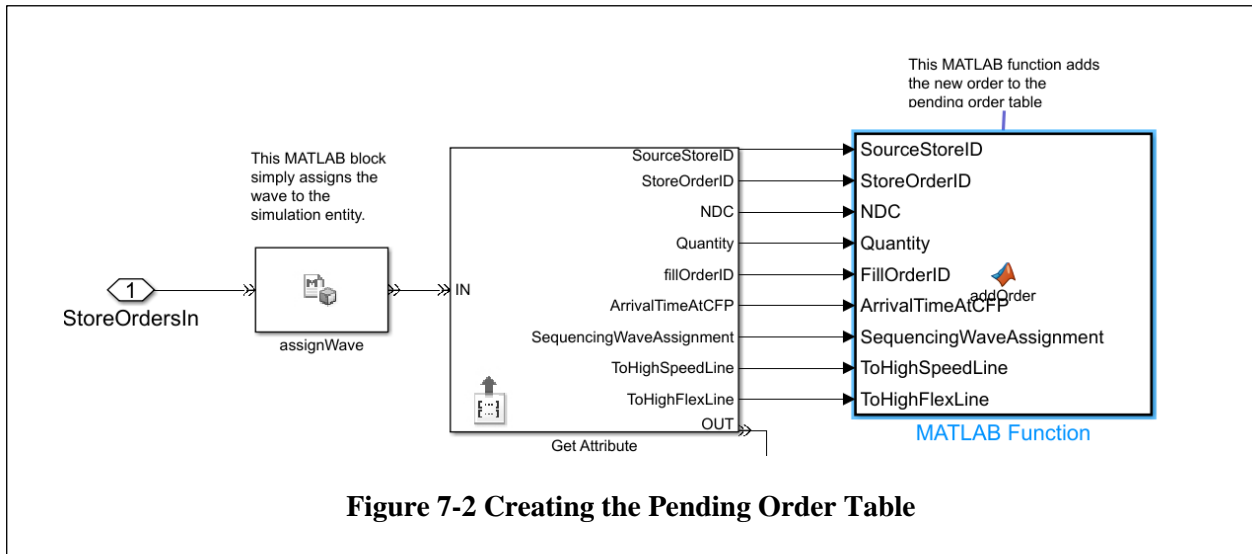 This MATLAB function adds
the new order to the
pending order table
This MATLAB block
simply assigns the
wave to the
simulation entity.
1
StoreOrdersIn
assignWave
IN
SourceStoreID
StoreOrderID
NDC
Quantity
fillOrderID
ArrivalTimeAtCFP
SequencingWaveAssignment
ToHighSpeedLine
ToHighFlexLine
OUT
Get Attribute
SourceStoreID
StoreOrderID
NDC
Quantity
FillOrderID
addOrder
ArrivalTimeAtCFP
SequencingWaveAssignment
ToHighSpeedLine
ToHighFlexLine
MATLAB Function
Figure 7-2 Creating the Pending Order Table